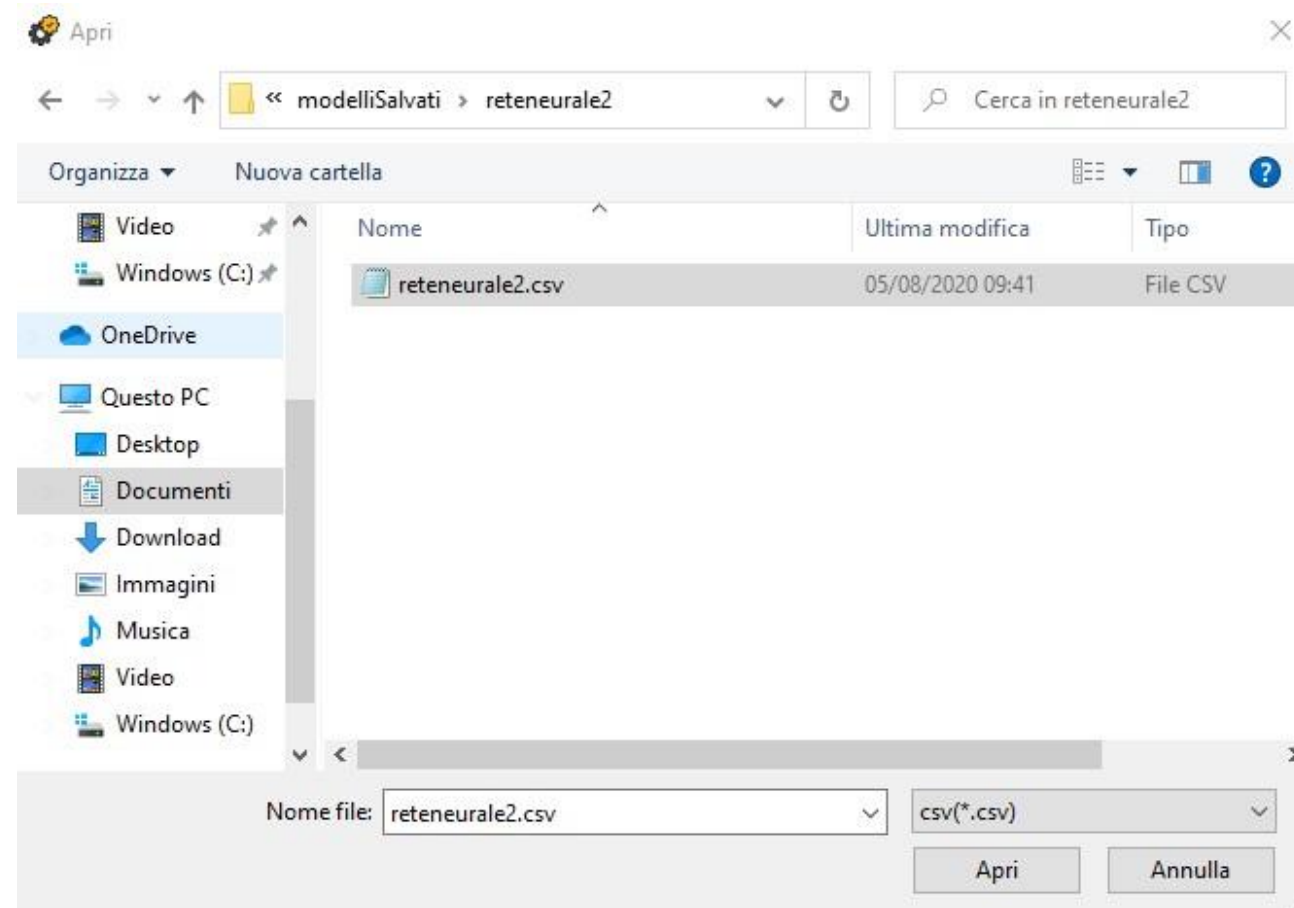 Apri
« modelliSalvati › reteneurale2
Cerca in reteneurale2
Organizza
Nuova cartella
Nome
Ultima modifica
Tipo
Video
Windows (C:)
reteneurale2.csv
05/08/2020 09:41
File CSV
OneDrive
Questo PC
Desktop
Documenti
Download
Immagini
Musica
Video
Windows (C:)
Nome file:
reteneurale2.csv
csv(*.csv)
Apri
Annulla